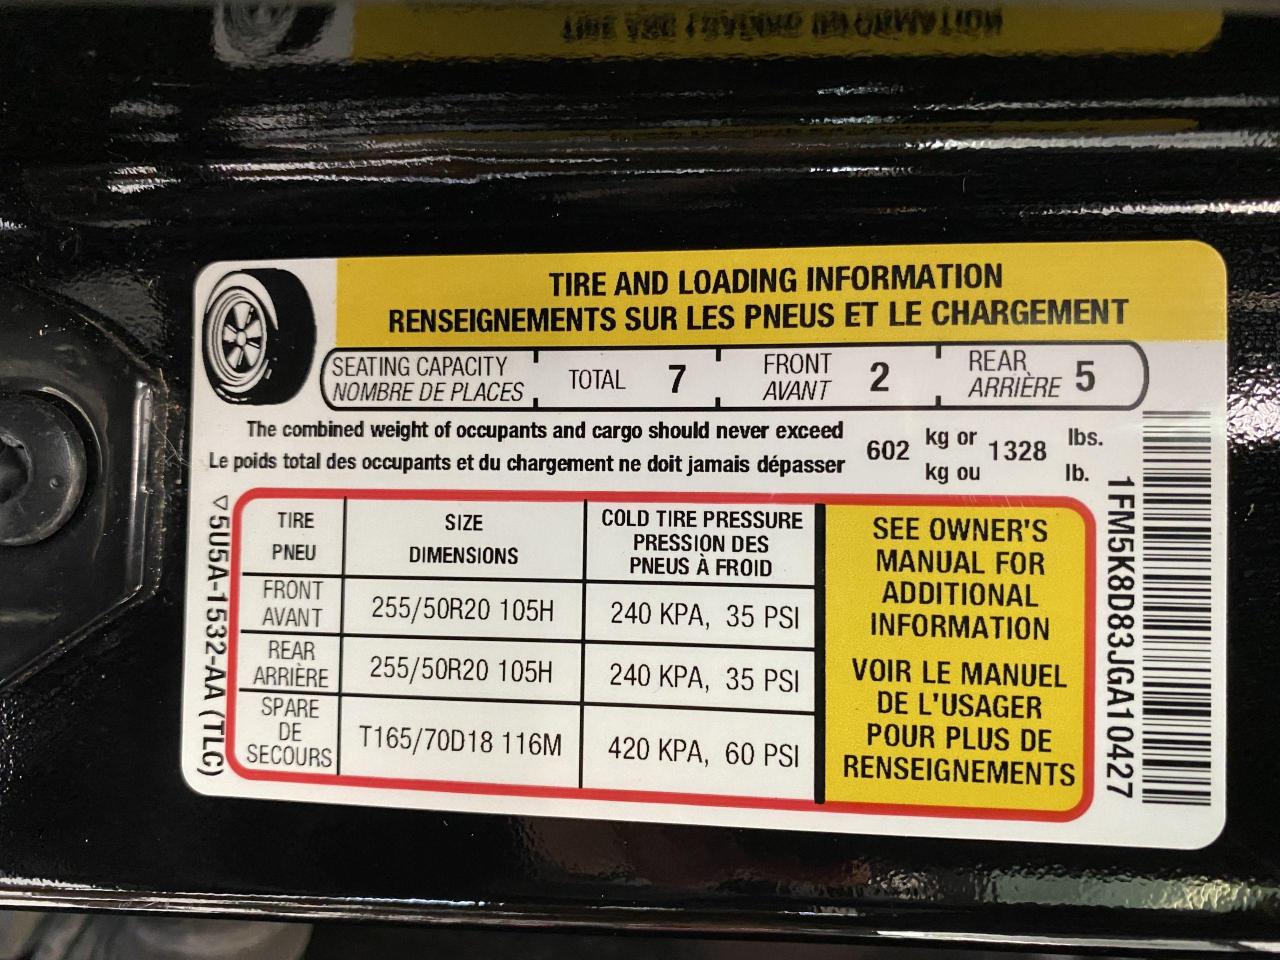 TIRE AND LOADING INFORMATION
RENSEIGNEMENTS SUR LES PNEUS ET LE CHARGEMENT
SEATING CAPACITY TOTAL 7 FRONT 2 REAR 5
NOMBRE DE PLACES AVANT ARRIÈRE
The combined weight of occupants and cargo should never exceed 602 kg or 1328 lbs.
Le poids total des occupants et du chargement ne doit jamais dépasser kg ou lb.
TIRE SIZE COLD TIRE PRESSURE
PNEU DIMENSIONS PRESSION DES
PNEUS À FROID
FRONT
AVANT 255/50R20 105H 240 KPA, 35 PSI
REAR
ARRIÈRE 255/50R20 105H 240 KPA, 35 PSI
SPARE
DE
SECOURS T165/70D18 116M 420 KPA, 60 PSI
SEE OWNER'S
MANUAL FOR
ADDITIONAL
INFORMATION
VOIR LE MANUEL
DE L'USAGER
POUR PLUS DE
RENSEIGNEMENTS
5U5A-1532-AA (TLC)
1FM5K8D83JGA10427